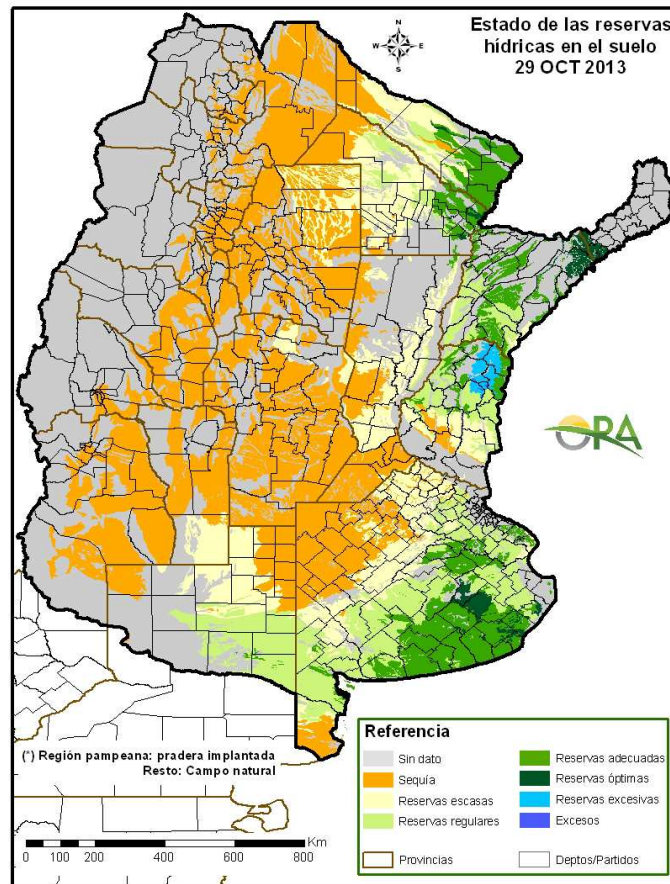 Estado de las reservas
hídricas en el suelo
29 OCT 2013
N
W E
S
ORA
(*) Región pampeana: pradera implantada
Resto: Campo natural
Referencia
Sin dato
Sequía
Reservas escasas
Reservas regulares
Reservas adecuadas
Reservas óptimas
Reservas excesivas
Excesos
Provincias
Deptos/Partidos
Km
0 50 100 200 400 600 800